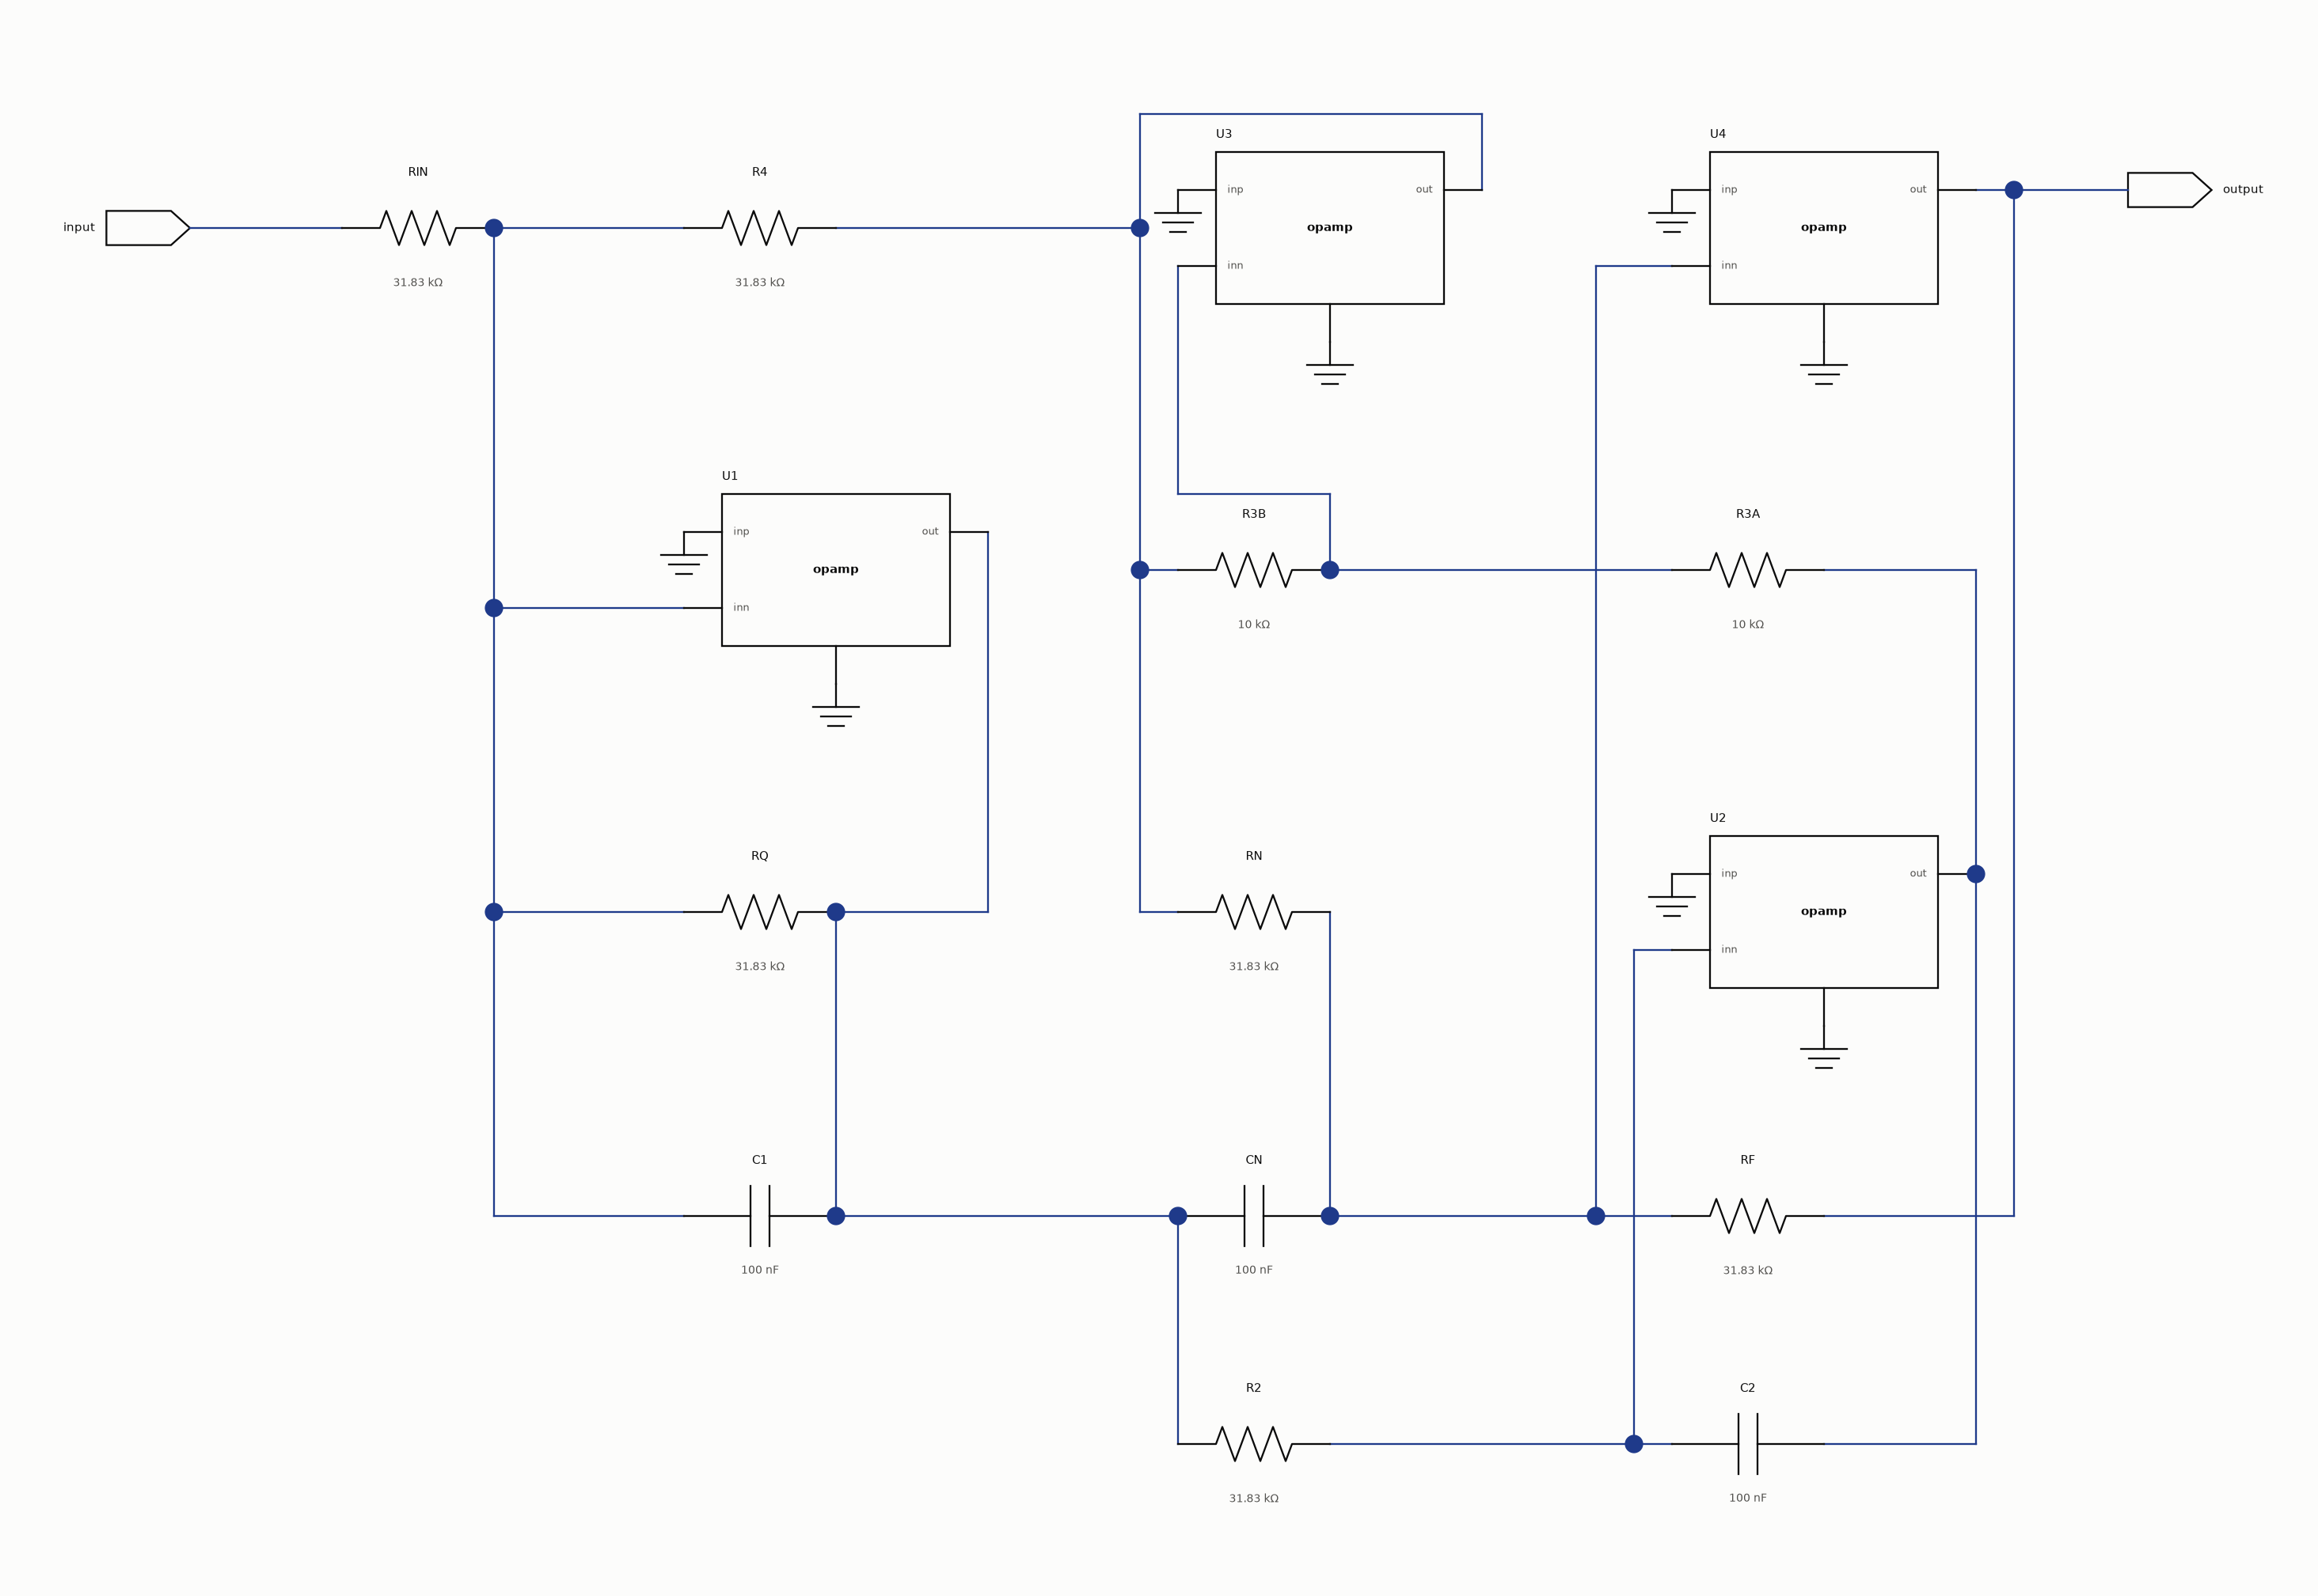 U3
U4
inp
out
opamp
inn
inp
out
opamp
inn
output
RIN
R4
input
31.83 kΩ
31.83 kΩ
U1
inp
out
opamp
inn
R3B
R3A
10 kΩ
10 kΩ
U2
inp
out
opamp
inn
RQ
RN
31.83 kΩ
31.83 kΩ
C1
CN
RF
100 nF
100 nF
31.83 kΩ
R2
C2
31.83 kΩ
100 nF